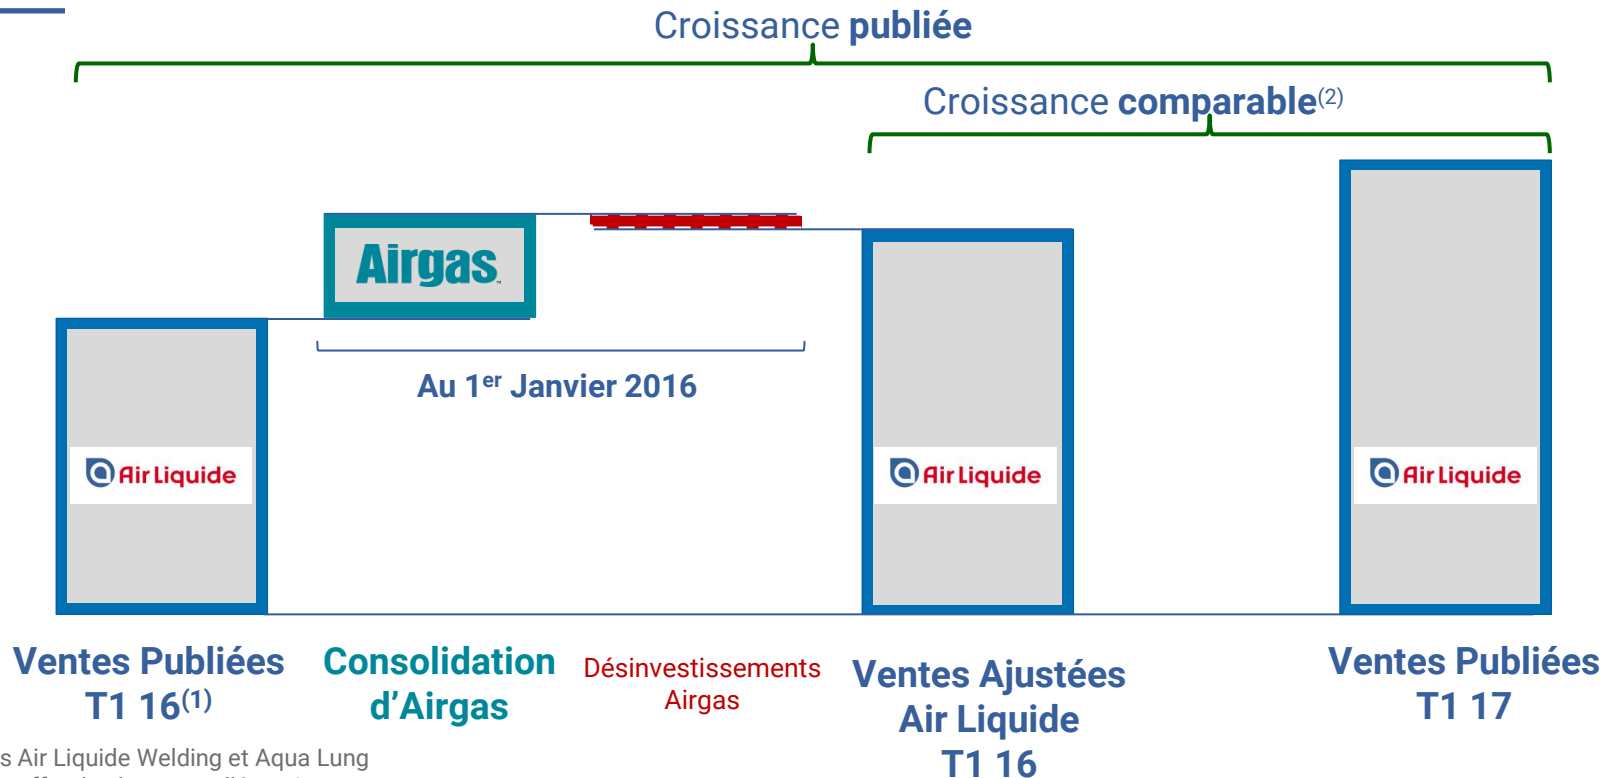 Croissance publiée
Croissance comparable(2)
Airgas
Au 1er Janvier 2016
Air Liquide
Air Liquide
Air Liquide
Ventes Publiées
T1 16(1)
Consolidation
d’Airgas
Désinvestissements
Airgas
Ventes Ajustées
Air Liquide
T1 16
Ventes Publiées
T1 17
s Air Liquide Welding et Aqua Lung